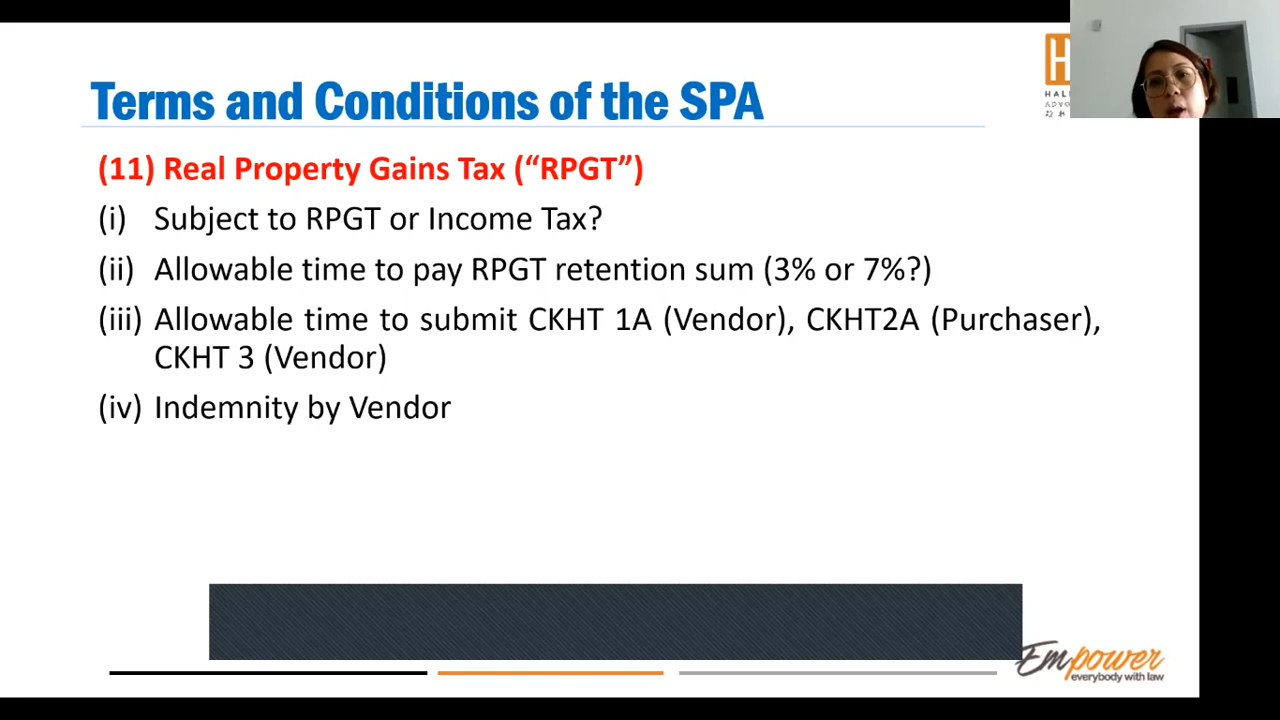 Terms and Conditions of the SPA
H
HAL
ADVO
(11) Real Property Gains Tax (“RPGT”)
(i) Subject to RPGT or Income Tax?
(ii) Allowable time to pay RPGT retention sum (3% or 7%?)
(iii) Allowable time to submit CKHT 1A (Vendor), CKHT2A (Purchaser),
CKHT 3 (Vendor)
(iv) Indemnity by Vendor
Empower
everybody with law